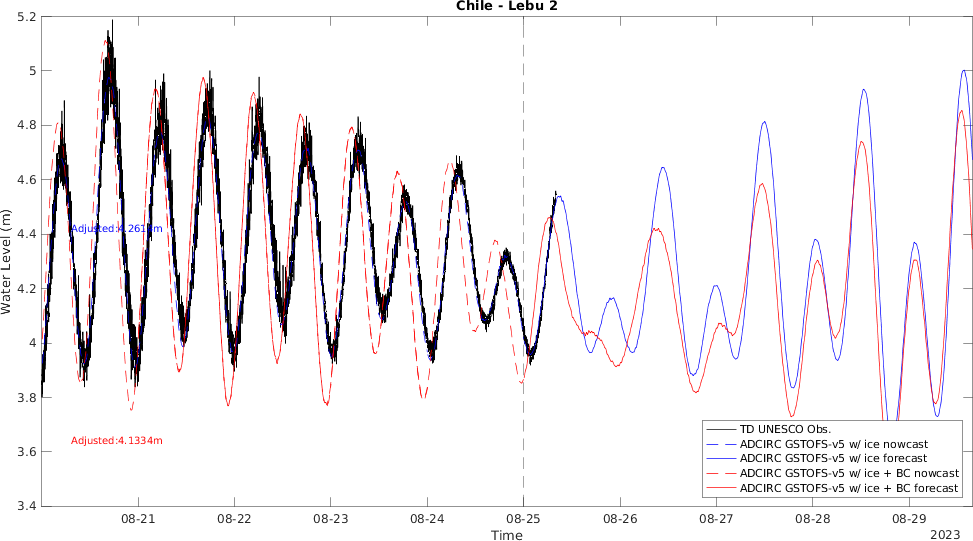 Chile - Lebu 2
5.2
5
4.8
4.6
4.4
4.2
4
3.8
3.6
3.4
Water Level (m)
Adjusted:4.261 m
Adjusted:4.1334m
TD UNESCO Obs.
ADCIRC GSTOFS-v5 w/ ice nowcast
ADCIRC GSTOFS-v5 w/ ice forecast
ADCIRC GSTOFS-v5 w/ ice + BC nowcast
ADCIRC GSTOFS-v5 w/ ice + BC forecast
08-21 08-22 08-23 08-24 08-25 08-26 08-27 08-28 08-29
Time
2023